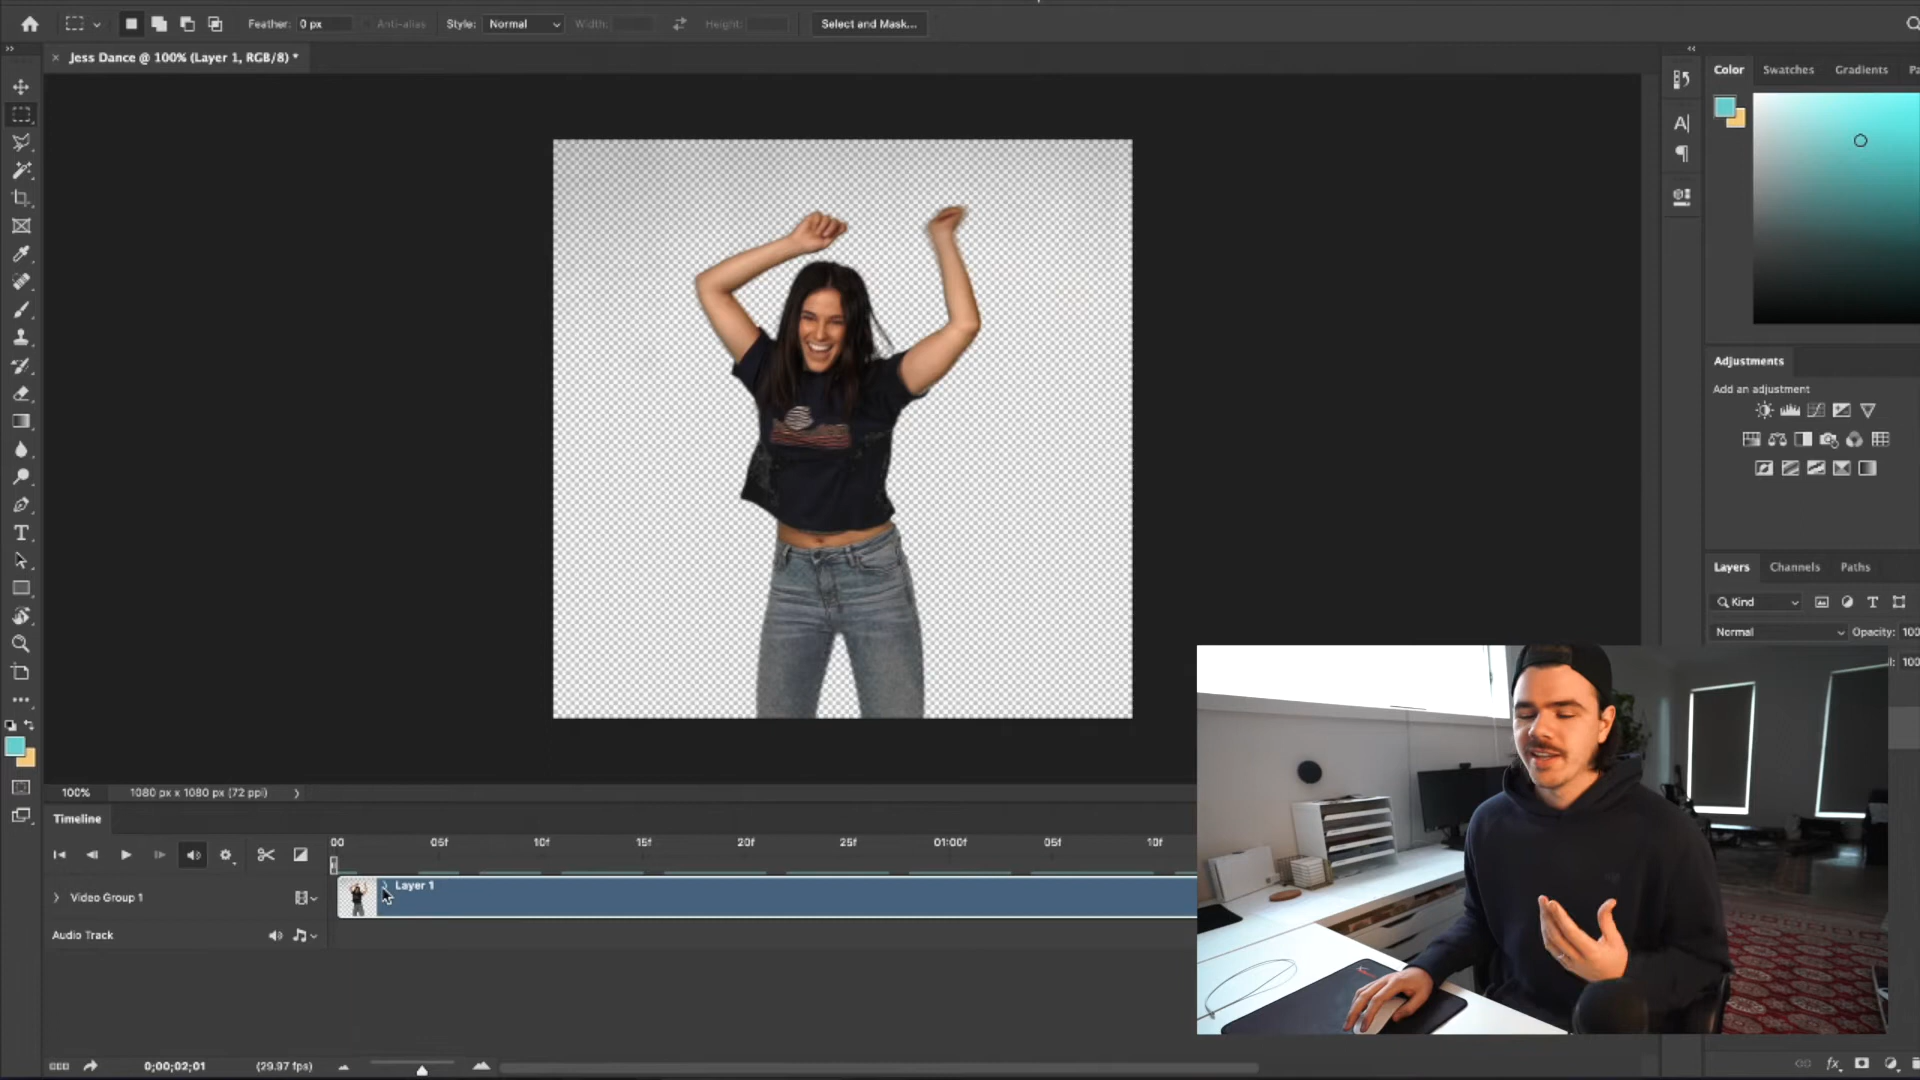 Feather: 0 px Anti-alias Style: Normal Width: Height: Select and Mask...
Jess Dance @ 100% (Layer 1, RGB/8) *
Color Swatches Gradients Pa
Adjustments
Add an adjustment
Layers Channels Paths
Kind
Normal Opacity: 100
100
100% 1080 px x 1080 px (72 ppi)
Timeline
00 05f 10f 15f 20f 25f 01:00f 05f 10f
Layer 1
Video Group 1
Audio Track
0;00;02;01 (29.97 fps)